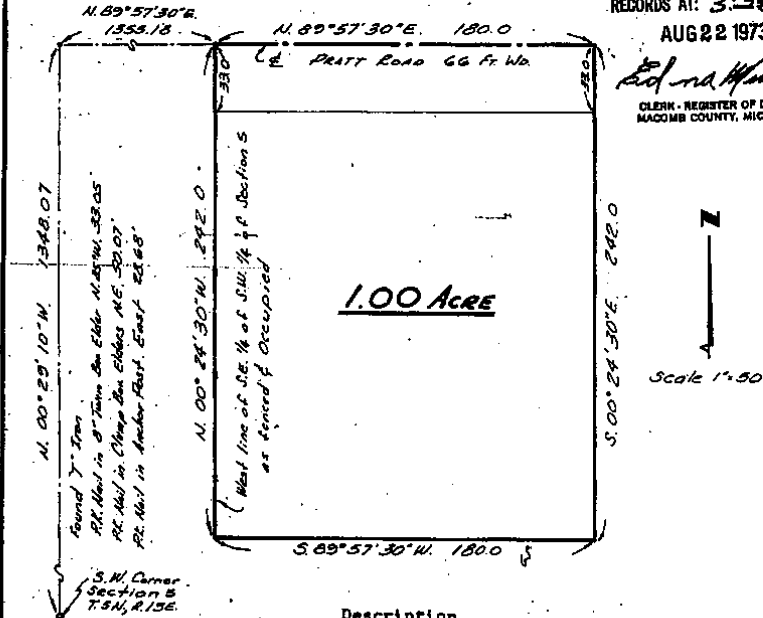 RECORDS AT:
AUG 22 1973
CLERK - REGISTER OF
MACOMB COUNTY, MIC
N. 89° 57' 30" E.
1353.18
N. 89° 57' 30" E. 180.0
℄ PRATT ROAD 66 Ft. Wd.
33.0
33.0
N. 00° 29' 10" W. 1348.07
Found "T" Iron
P.K. Nail in 8" Twin Box Elder 33.05'
P.K. Nail in Clump Box Elders N.E. 50.07'
P.K. Nail in Anchor Post East 28.68'
N. 00° 24' 30" W. 242.0
West line of S.E. 1/4 of S.W. 1/4 of Section 5
as fenced & Occupied
1.00 ACRE
S. 00° 24' 30" E. 242.0
Scale 1"=50
S. 89° 57' 30" W. 180.0
S.W. Corner
Section 5
T.5N., R.13E.
Description